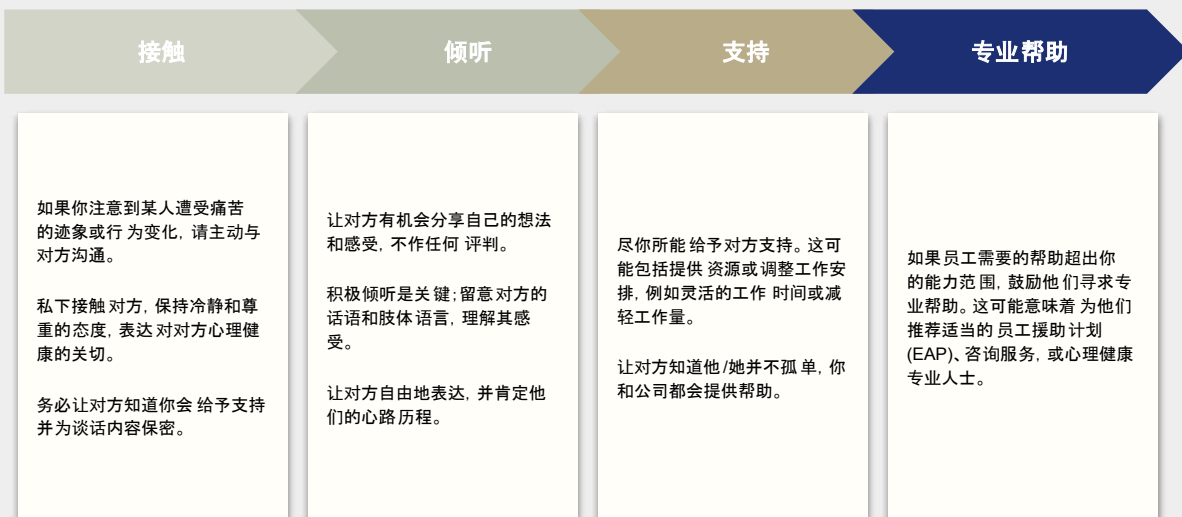 接触
倾听
支持
专业帮助
如果你注意到某人遭受痛苦
的迹象或行为变化, 请主动与
对方沟通。
私下接触对方, 保持冷静和尊
重的态度, 表达对对方心理健
康的关切。
务必让对方知道你会给予支持
并为谈话内容保密。
让对方有机会分享自己的想法
和感受, 不作任何评判。
积极倾听是关键; 留意对方的
话语和肢体语言, 理解其感
受。
让对方自由地表达, 并肯定他
们的心路历程。
尽你所能给予对方支持。这可
能包括提供资源或调整工作安
排, 例如灵活的工作时间或减
轻工作量。
让对方知道他/她并不孤单, 你
和公司都会提供帮助。
如果员工需要的帮助超出你
的能力范围, 鼓励他们寻求专
业帮助。这可能意味着为他们
推荐适当的员工援助计划
(EAP)、咨询服务, 或心理健康
专业人士。